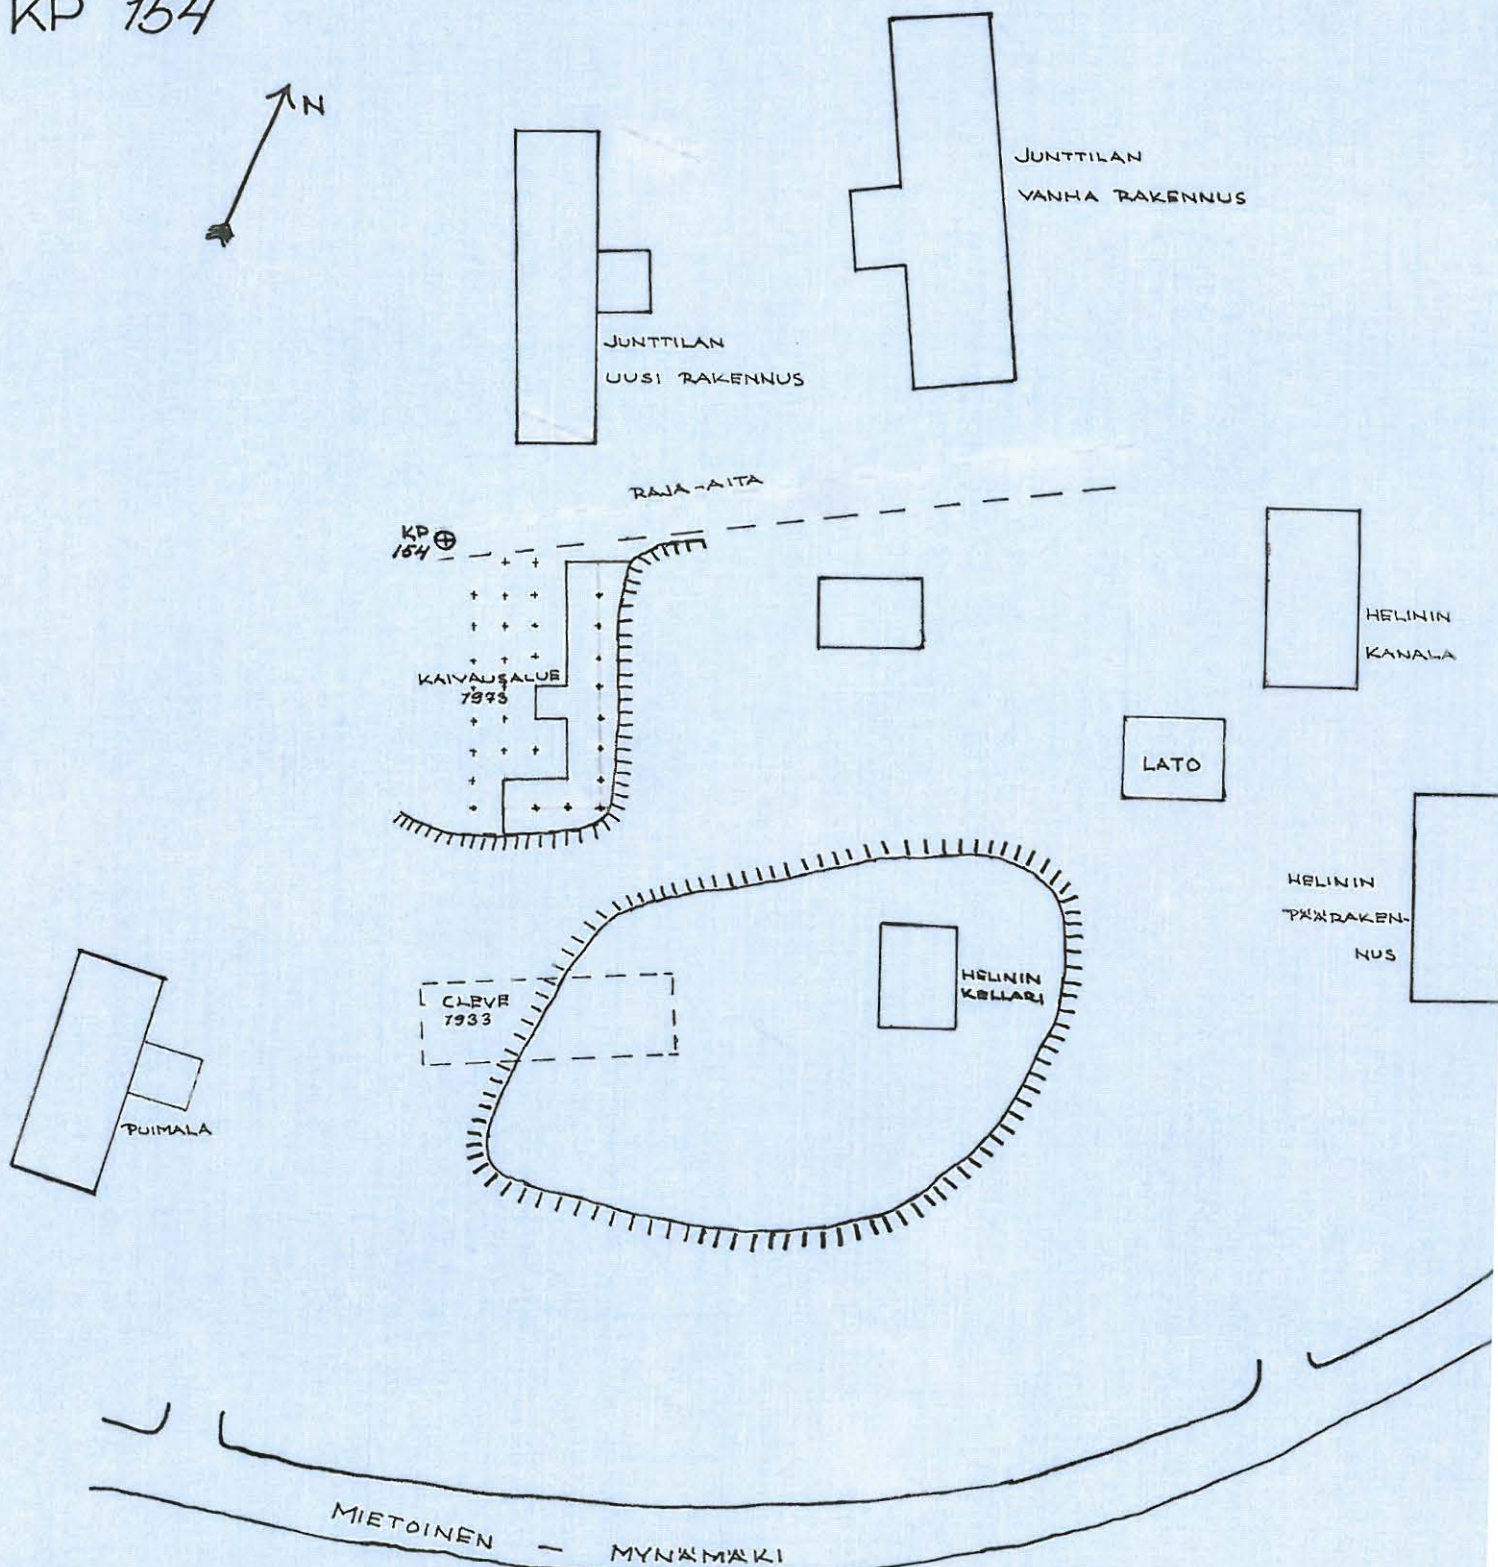 KP 154
N
JUNTTILAN
VANHA RAKENNUS
JUNTTILAN
UUSI RAKENNUS
RAJA-AITA
KP
154
HELININ
KANALA
KAIVAUSALUE
1973
LATO
HELININ
PÄÄRAKEN-
NUS
HELININ
KELLARI
CLEVE
1933
PUIMALA
MIETOINEN - MYNÄMÄKI